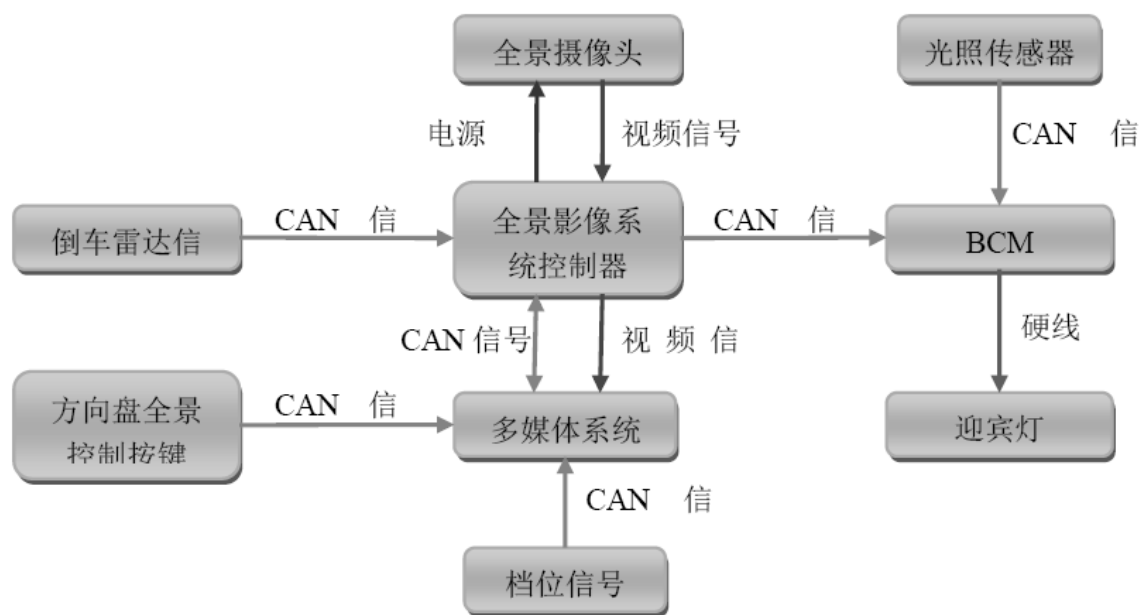 全景摄像头
光照传感器
电源
视频信号
CAN 信
倒车雷达信
CAN 信
全景影像系
统控制器
CAN 信
BCM
CAN 信号
视 频 信
硬线
方向盘全景
控制按键
CAN 信
多媒体系统
迎宾灯
CAN 信
档位信号